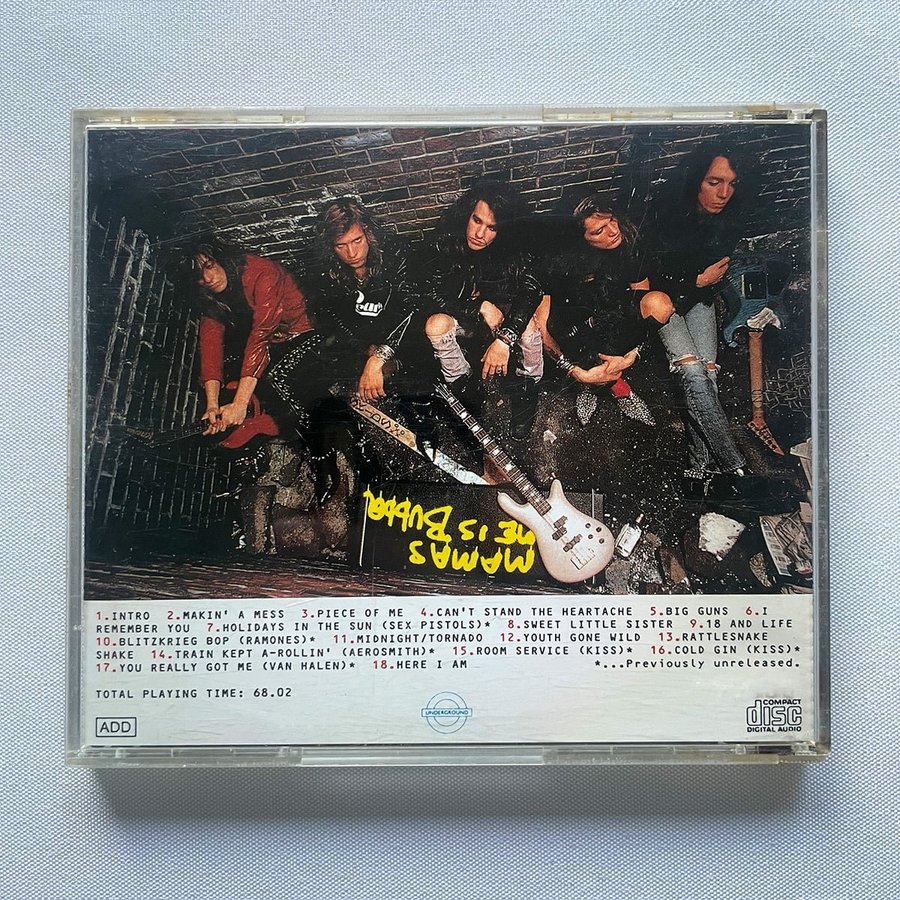 MAMAS
ME IS BUBBA
1.INTRO 2.MAKIN' A MESS 3.PIECE OF ME 4.CAN'T STAND THE HEARTACHE 5.BIG GUNS 6.I
REMEMBER YOU 7.HOLIDAYS IN THE SUN (SEX PISTOLS)* 8.SWEET LITTLE SISTER 9.18 AND LIFE
10.BLITZKRIEG BOP (RAMONES)* 11.MIDNIGHT/TORNADO 12.YOUTH GONE WILD 13.RATTLESNAKE
SHAKE 14.TRAIN KEPT A-ROLLIN' (AEROSMITH)* 15.ROOM SERVICE (KISS)* 16.COLD GIN (KISS)*
17.YOU REALLY GOT ME (VAN HALEN)* 18.HERE I AM *...Previously unreleased.
TOTAL PLAYING TIME: 68.02
ADD
UNDERGROUND
COMPACT
disc
DIGITAL AUDIO